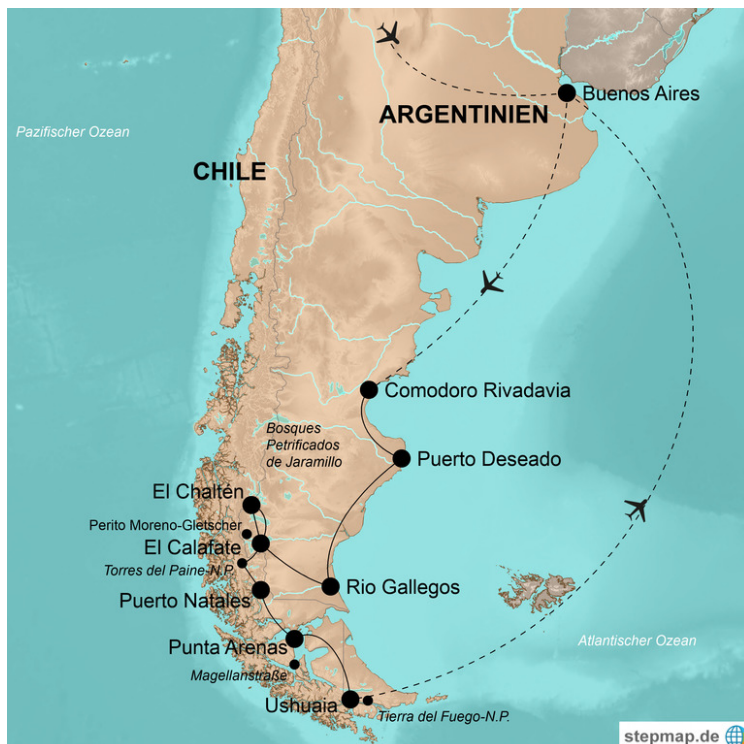 Buenos Aires
ARGENTINIEN
Pazifischer Ozean
CHILE
Comodoro Rivadavia
Bosques
Petrificados
de Jaramillo
Puerto Deseado
El Chaltén
Perito Moreno-Gletscher
El Calafate
Torres del Paine-N.P.
Rio Gallegos
Puerto Natales
Atlantischer Ozean
Punta Arenas
Magellanstraße
Ushuaia
Tierra del Fuego-N.P.
stepmap.de